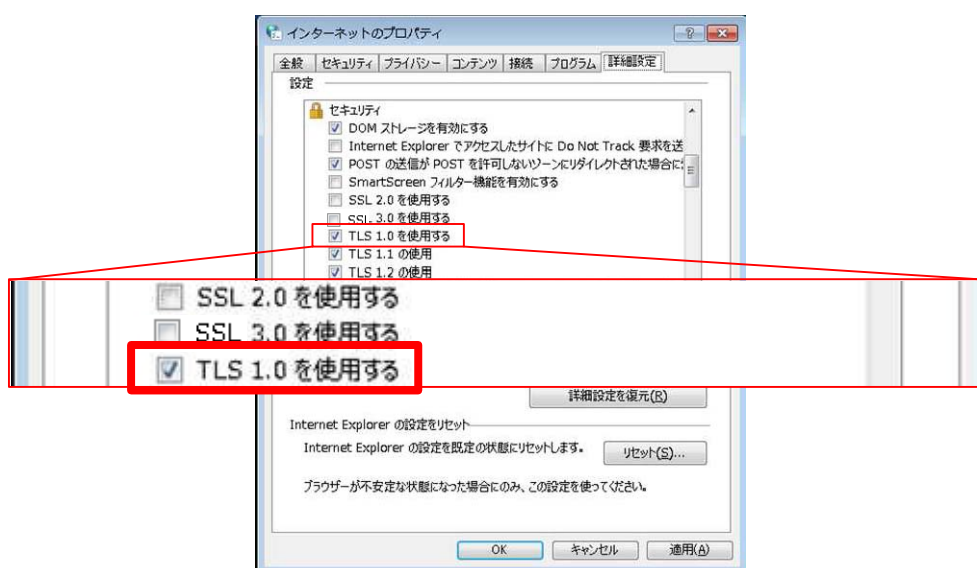 インターネットのプロパティ
全般 セキュリティ プライバシー コンテンツ 接続 プログラム 詳細設定
設定
セキュリティ
DOM ストレージを有効にする
Internet Explorer でアクセスしたサイトに Do Not Track 要求を送
POST の送信が POST を許可しないゾーンにリダイレクトされた場合に
SmartScreen フィルター機能を有効にする
SSL 2.0 を使用する
SSL 3.0 を使用する
TLS 1.0 を使用する
TLS 1.1 の使用
TLS 1.2 の使用
SSL 2.0 を使用する
SSL 3.0 を使用する
TLS 1.0 を使用する
詳細設定を復元(R)
Internet Explorer の設定をリセット
Internet Explorer の設定を既定の状態にリセットします。
リセット(S)...
ブラウザーが不安定な状態になった場合にのみ、この設定を使ってください。
OK キャンセル 適用(A)